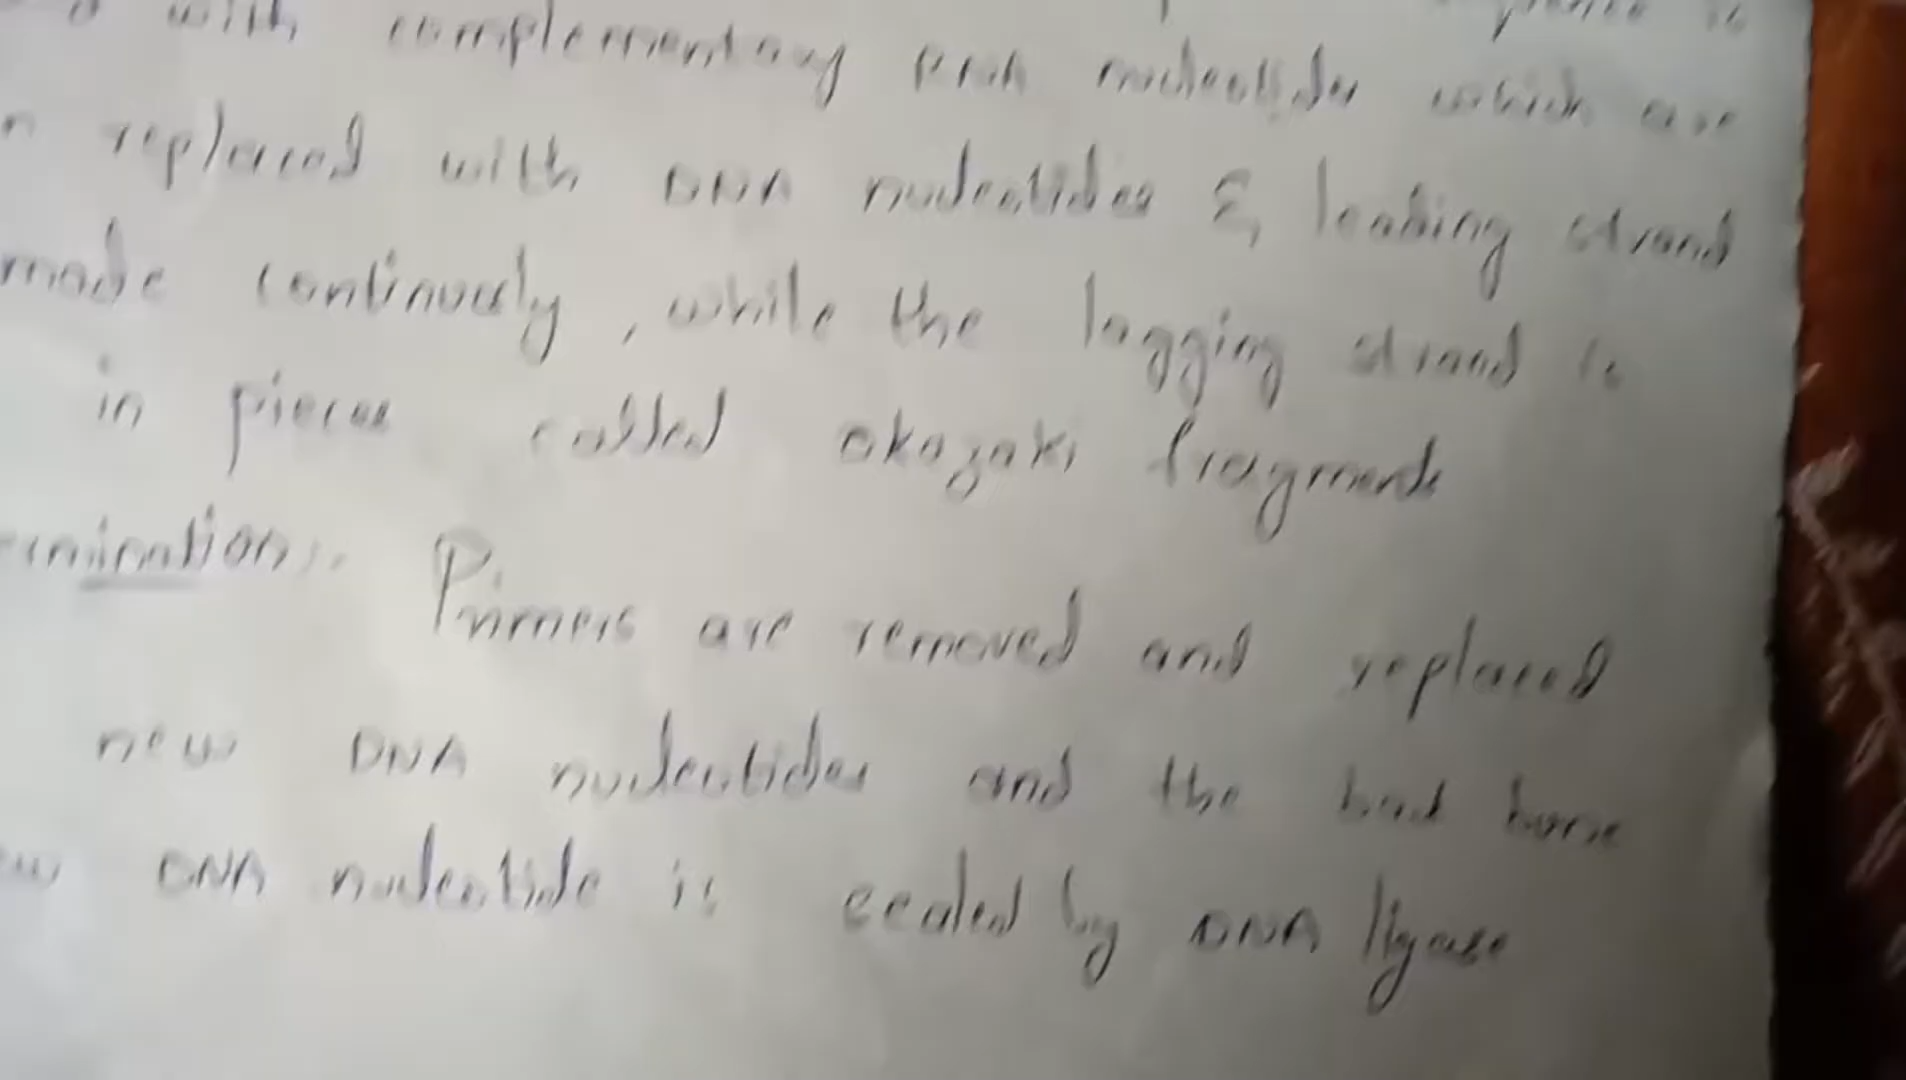 with complementary RNA nucleotides which are
replaced with DNA nucleotides & leading strand
made continuously, while the lagging strand is
in pieces called okazaki fragments
mination:- Primers are removed and replaced
new DNA nucleotides and the back bone
DNA nucleotide is sealed by DNA ligase